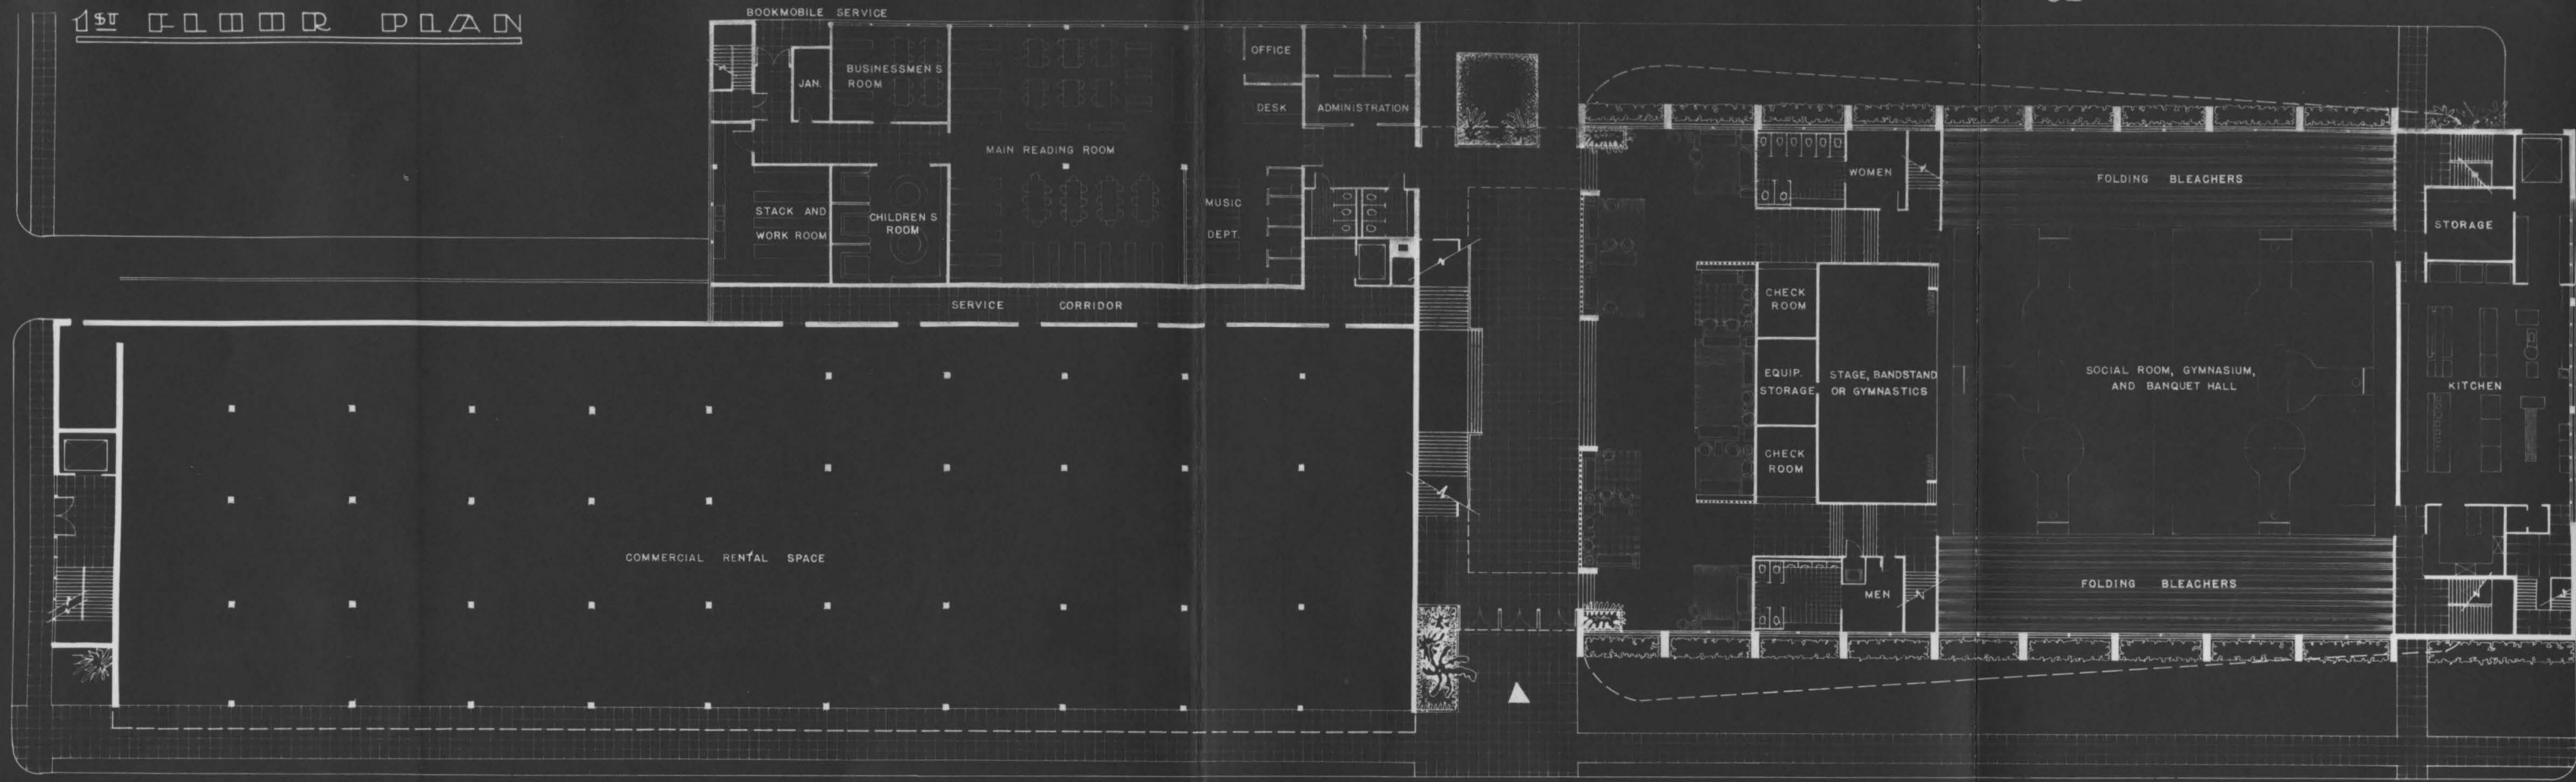 1ST FLOOR PLAN
BOOKMOBILE SERVICE
JAN.
BUSINESSMEN S
ROOM
OFFICE
DESK
ADMINISTRATION
MAIN READING ROOM
STACK AND
WORK ROOM
CHILDREN S
ROOM
MUSIC
DEPT.
SERVICE CORRIDOR
COMMERCIAL RENTAL SPACE
WOMEN
FOLDING BLEACHERS
STORAGE
CHECK
ROOM
EQUIP.
STORAGE
STAGE, BANDSTAND
OR GYMNASTICS
SOCIAL ROOM, GYMNASIUM,
AND BANQUET HALL
KITCHEN
CHECK
ROOM
MEN
FOLDING BLEACHERS